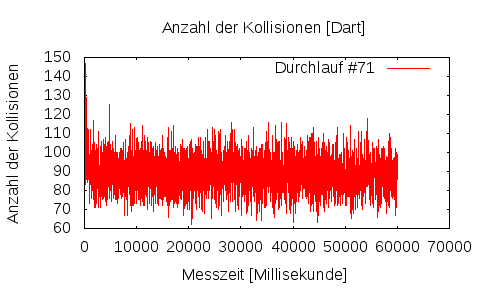 Anzahl der Kollisionen [Dart]
Durchlauf #71
Anzahl der Kollisionen
150
140
130
120
110
100
90
80
70
60
0 10000 20000 30000 40000 50000 60000 70000
Messzeit [Millisekunde]